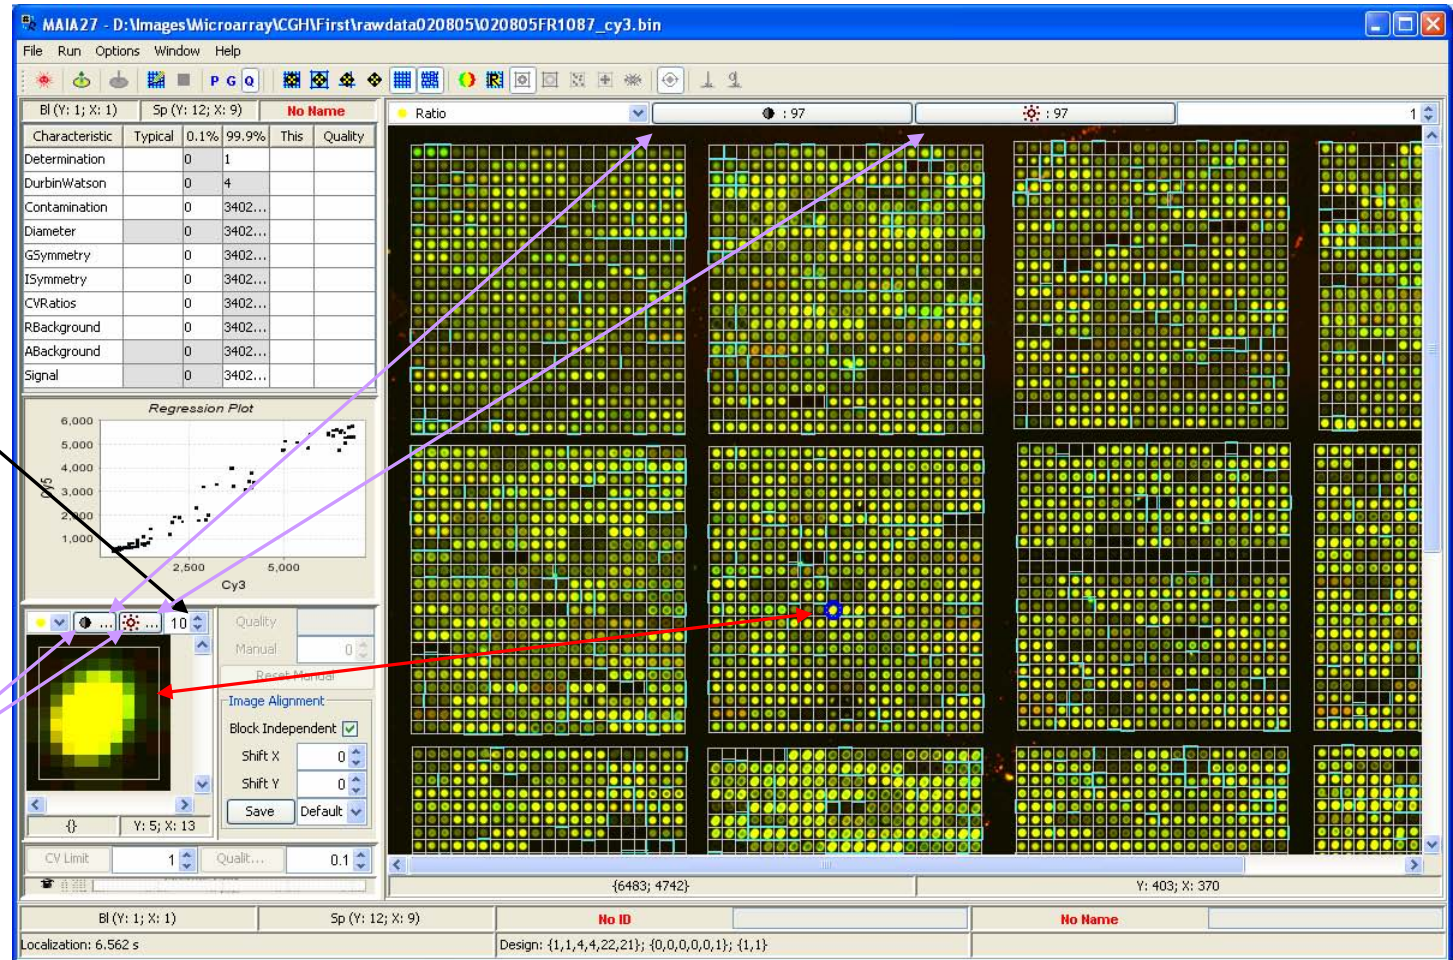 MAIA27 - D:\Images\Microarray\CGH\First\rawdata020805\020805FR1087_cy3.bin
File Run Options Window Help
P G Q R
Bl (Y: 1; X: 1) Sp (Y: 12; X: 9) No Name
Ratio : 97 : 97 1
Characteristic Typical 0.1% 99.9% This Quality
Determination 0 1
DurbinWatson 0 4
Contamination 0 3402...
Diameter 0 3402...
GSymmetry 0 3402...
ISymmetry 0 3402...
CVRatios 0 3402...
RBackground 0 3402...
ABackground 0 3402...
Signal 0 3402...
Regression Plot
6,000
5,000
4,000
3,000
2,000
1,000
Cy5
2,500 5,000
Cy3
... ... 10
Quality
Manual 0
Reset Manual
Image Alignment
Block Independent
Shift X 0
Shift Y 0
Save Default
{} Y: 5; X: 13
CV Limit 1 Qualit... 0.1
{6483; 4742} Y: 403; X: 370
Bl (Y: 1; X: 1) Sp (Y: 12; X: 9) No ID No Name
Localization: 6.562 s Design: {1,1,4,4,22,21}; {0,0,0,0,0,1}; {1,1}